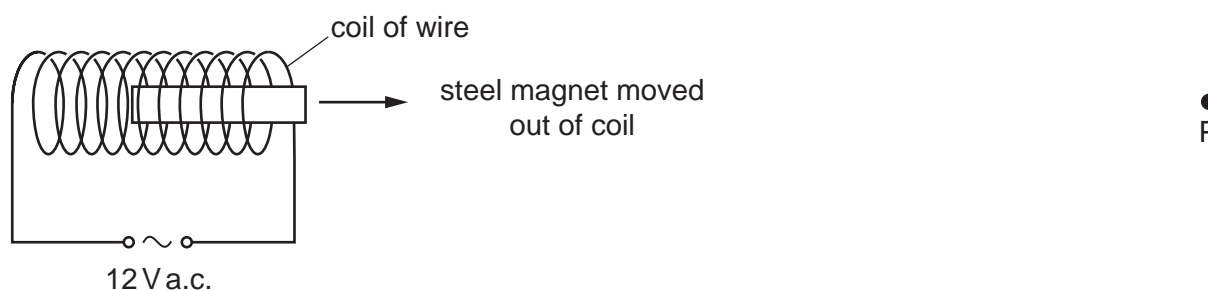 coil of wire
steel magnet moved
out of coil
P
12 V a.c.